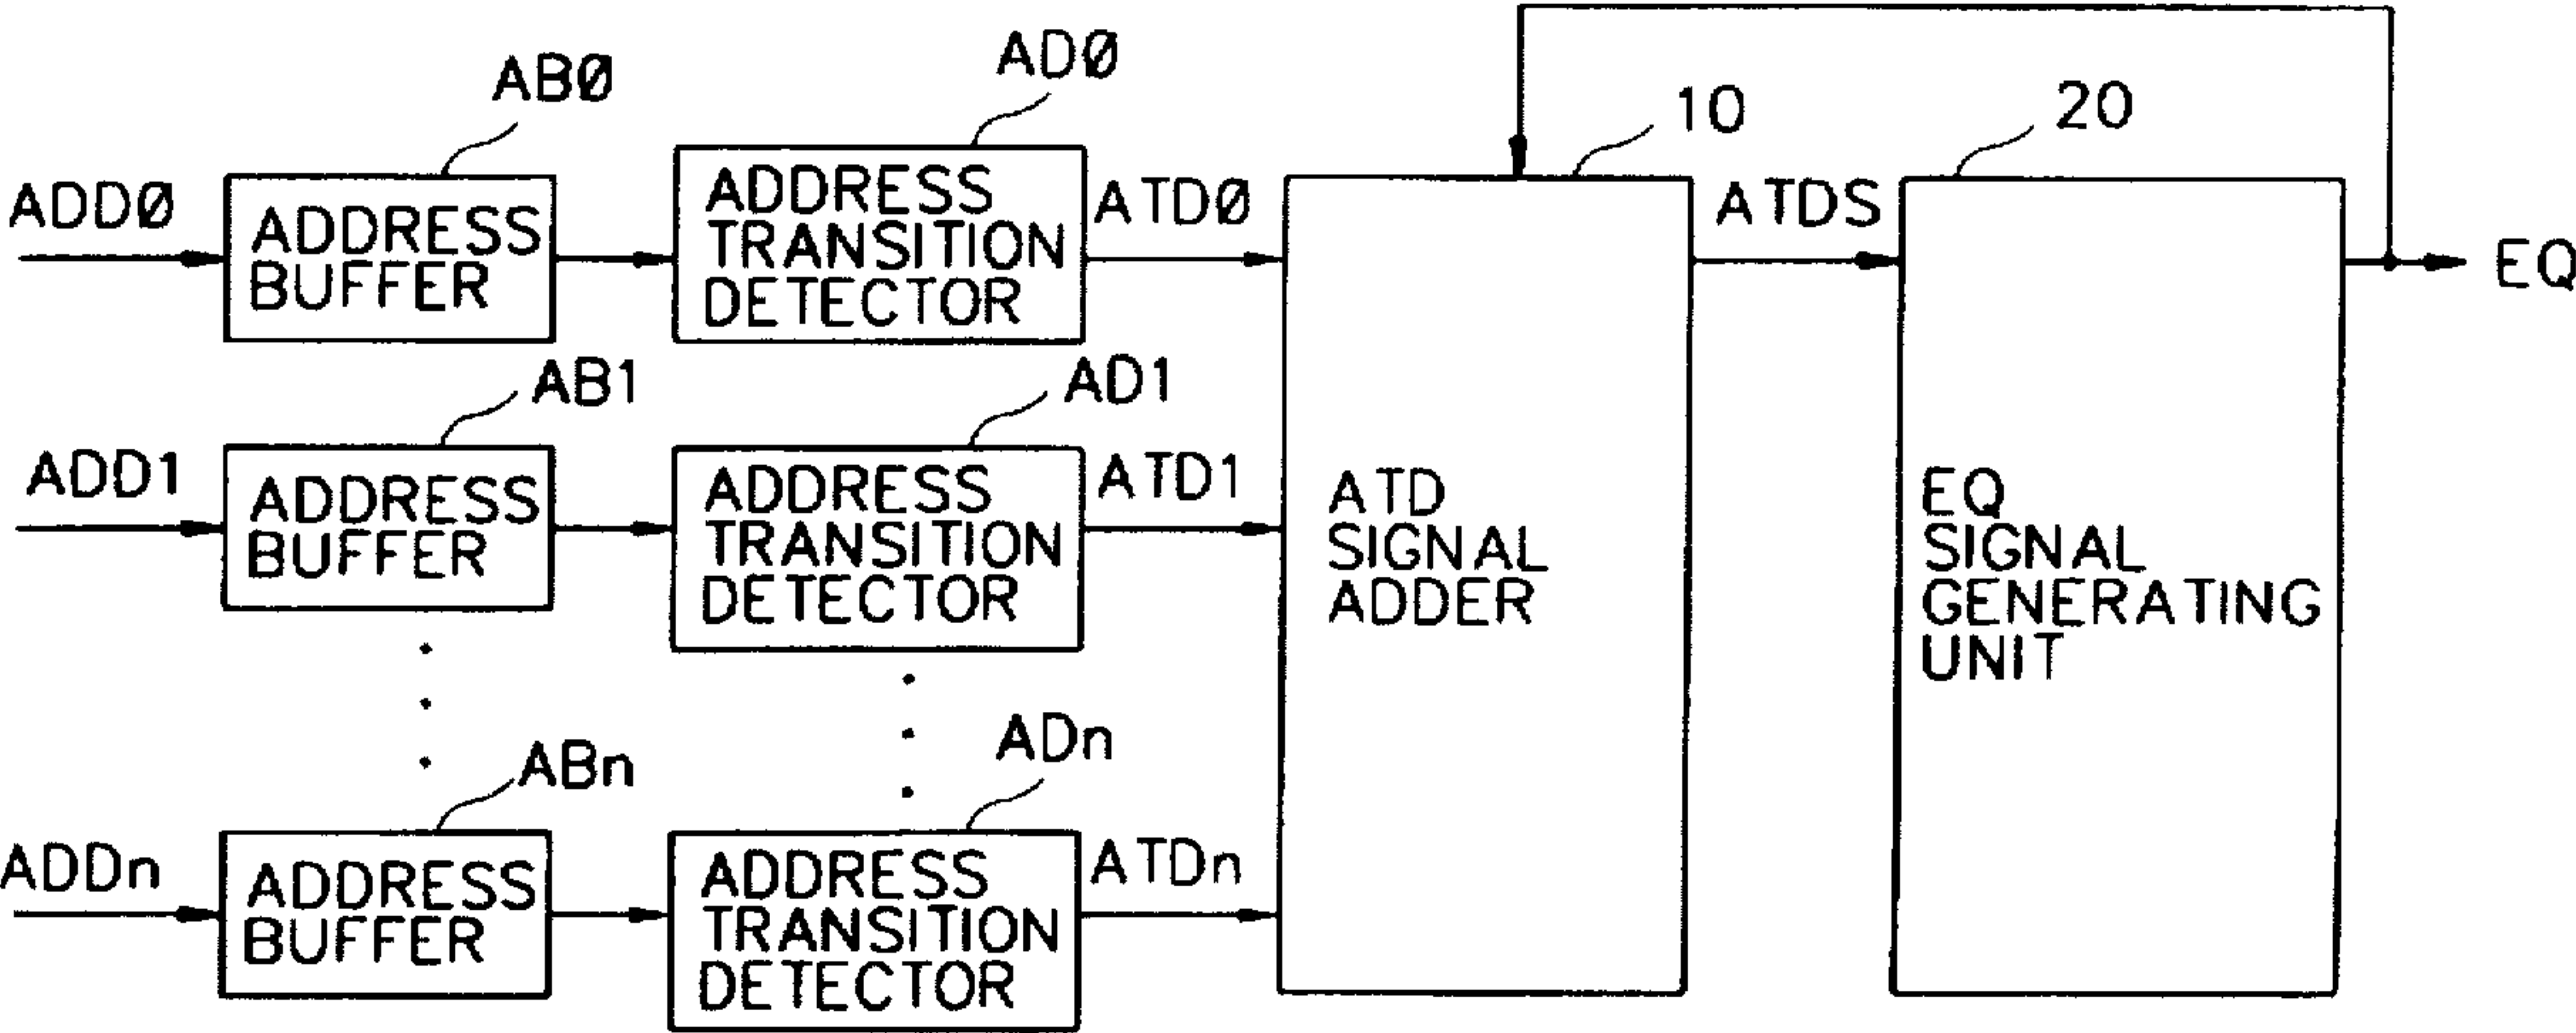 ABØ
ADØ
10
20
ADDØ
ADDRESS
BUFFER
ADDRESS
TRANSITION
DETECTOR
ATDØ
ATDS
EQ
AB1
AD1
ADD1
ADDRESS
BUFFER
ADDRESS
TRANSITION
DETECTOR
ATD1
ATD
SIGNAL
ADDER
EQ
SIGNAL
GENERATING
UNIT
ABn
ADn
ADDn
ADDRESS
BUFFER
ADDRESS
TRANSITION
DETECTOR
ATDn